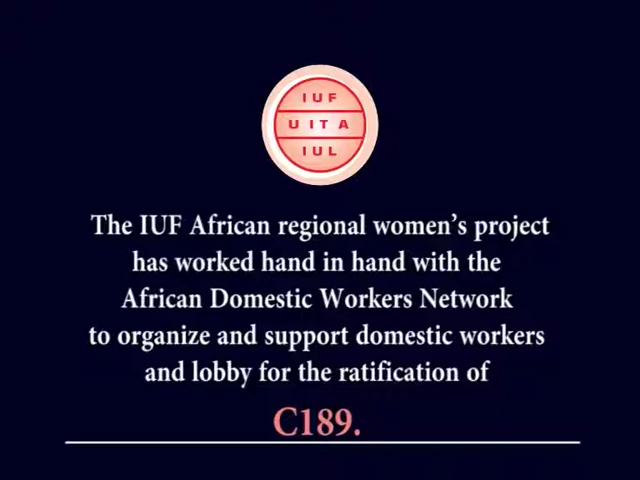 IUF
UITA
IUL
The IUF African regional women's project
has worked hand in hand with the
African Domestic Workers Network
to organize and support domestic workers
and lobby for the ratification of
C189.